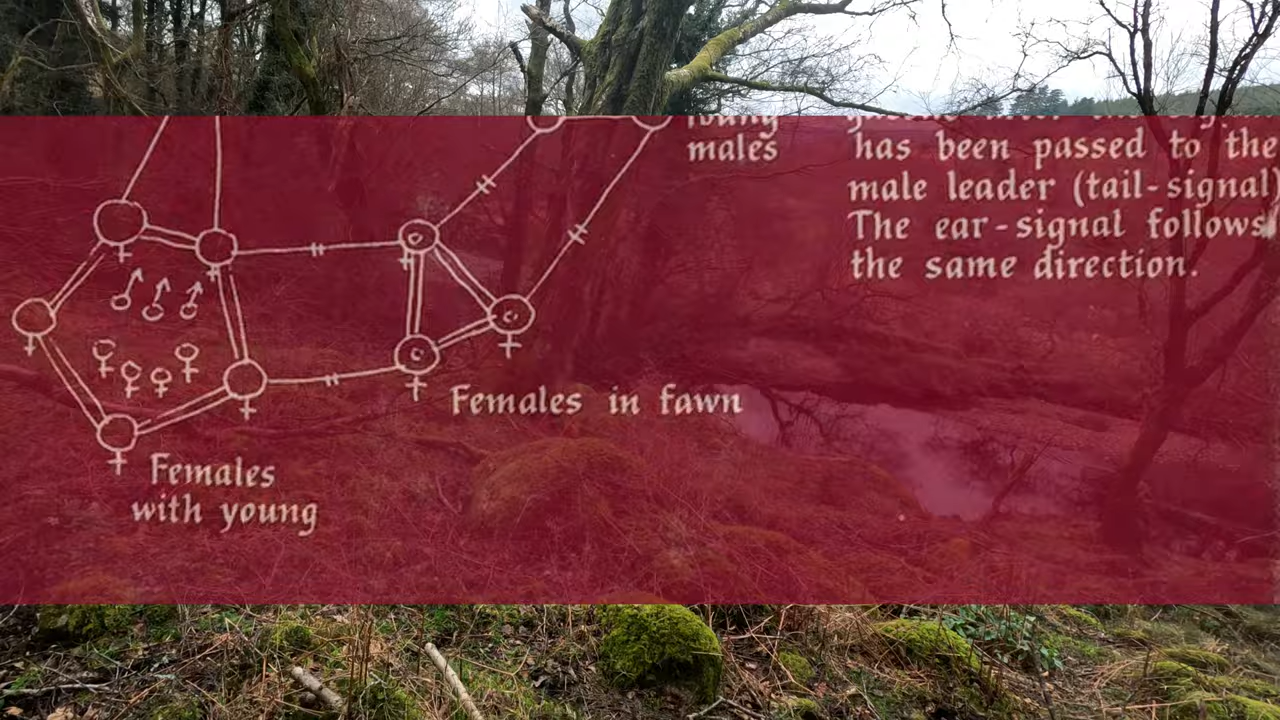 males
has been passed to the
male leader (tail-signal)
The ear-signal follows
the same direction.
Females in fawn
Females
with young